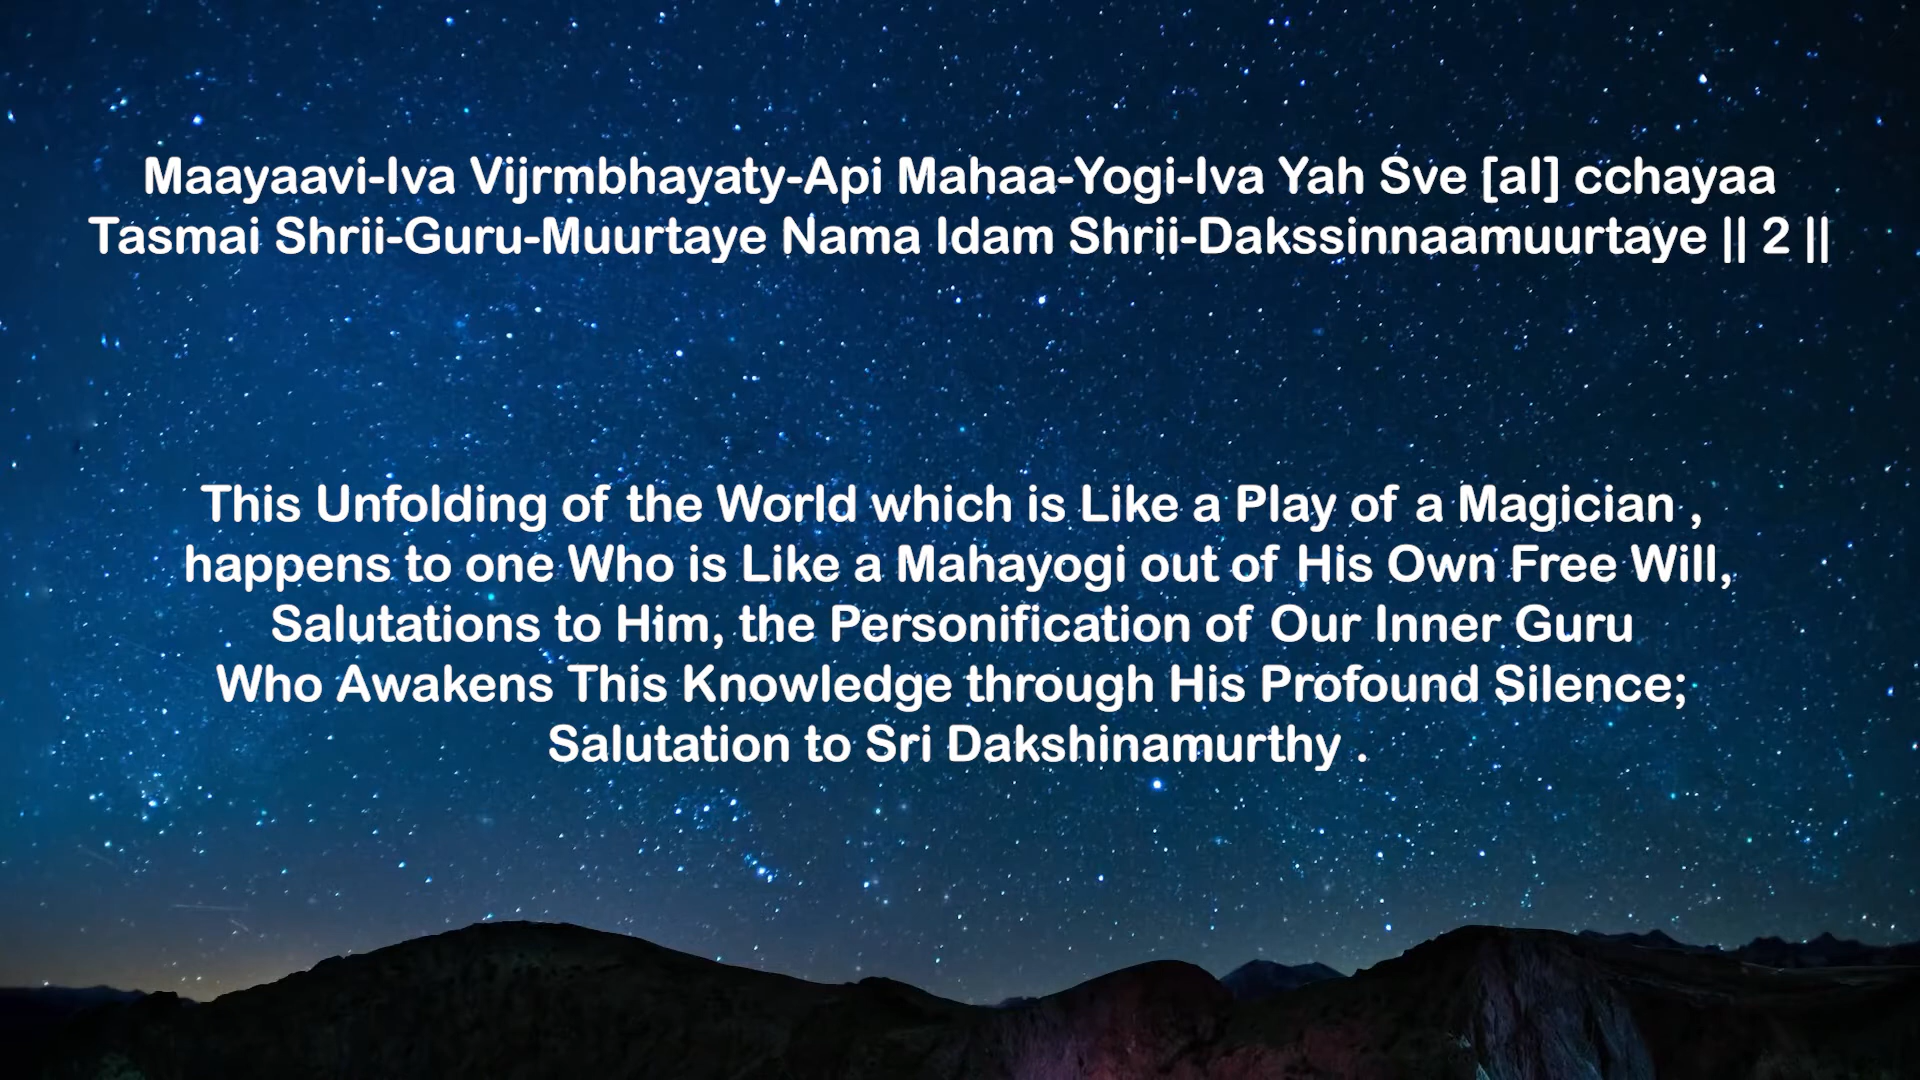 Maayaavi-Iva Vijrmbhayaty-Api Mahaa-Yogi-Iva Yah Sve [aI] cchayaa
Tasmai Shrii-Guru-Muurtaye Nama Idam Shrii-Dakssinnaamuurtaye || 2 ||
This Unfolding of the World which is Like a Play of a Magician ,
happens to one Who is Like a Mahayogi out of His Own Free Will,
Salutations to Him, the Personification of Our Inner Guru
Who Awakens This Knowledge through His Profound Silence;
Salutation to Sri Dakshinamurthy .